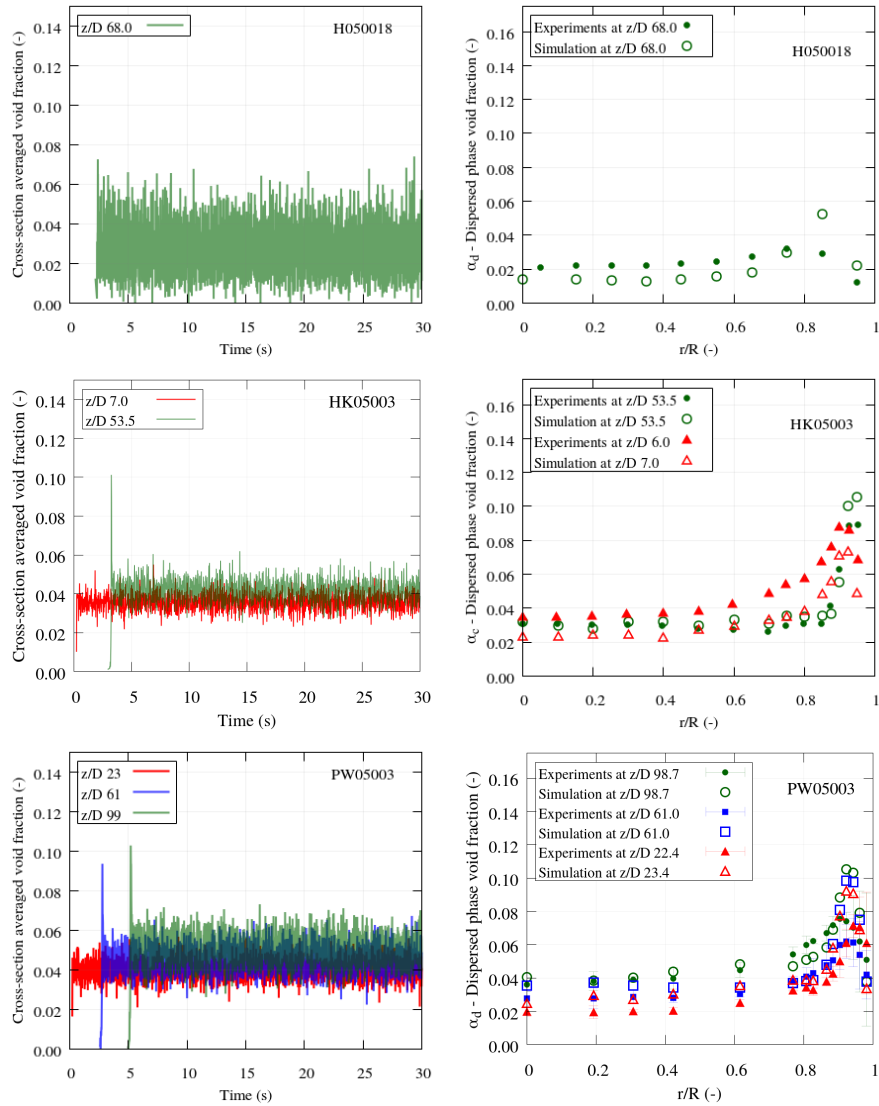 z/D 68.0
H050018
0.14
0.12
0.10
0.08
0.06
0.04
0.02
0.00
Cross-section averaged void fraction (-)
0
5
10
15
20
25
30
Time (s)
Experiments at z/D 68.0
Simulation at z/D 68.0
H050018
0.16
0.14
0.12
0.10
0.08
0.06
0.04
0.02
0.00
αd - Dispersed phase void fraction (-)
0
0.2
0.4
0.6
0.8
1
r/R (-)
z/D 7.0
z/D 53.5
HK05003
0.14
0.12
0.10
0.08
0.06
0.04
0.02
0.00
Cross-section averaged void fraction (-)
0
5
10
15
20
25
30
Time (s)
Experiments at z/D 53.5
Simulation at z/D 53.5
Experiments at z/D 6.0
Simulation at z/D 7.0
HK05003
0.16
0.14
0.12
0.10
0.08
0.06
0.04
0.02
0.00
αc - Dispersed phase void fraction (-)
0
0.2
0.4
0.6
0.8
1
r/R (-)
z/D 23
z/D 61
z/D 99
PW05003
0.14
0.12
0.10
0.08
0.06
0.04
0.02
0.00
Cross-section averaged void fraction (-)
0
5
10
15
20
25
30
Time (s)
Experiments at z/D 98.7
Simulation at z/D 98.7
Experiments at z/D 61.0
Simulation at z/D 61.0
Experiments at z/D 22.4
Simulation at z/D 23.4
PW05003
0.16
0.14
0.12
0.10
0.08
0.06
0.04
0.02
0.00
αd - Dispersed phase void fraction (-)
0
0.2
0.4
0.6
0.8
1
r/R (-)